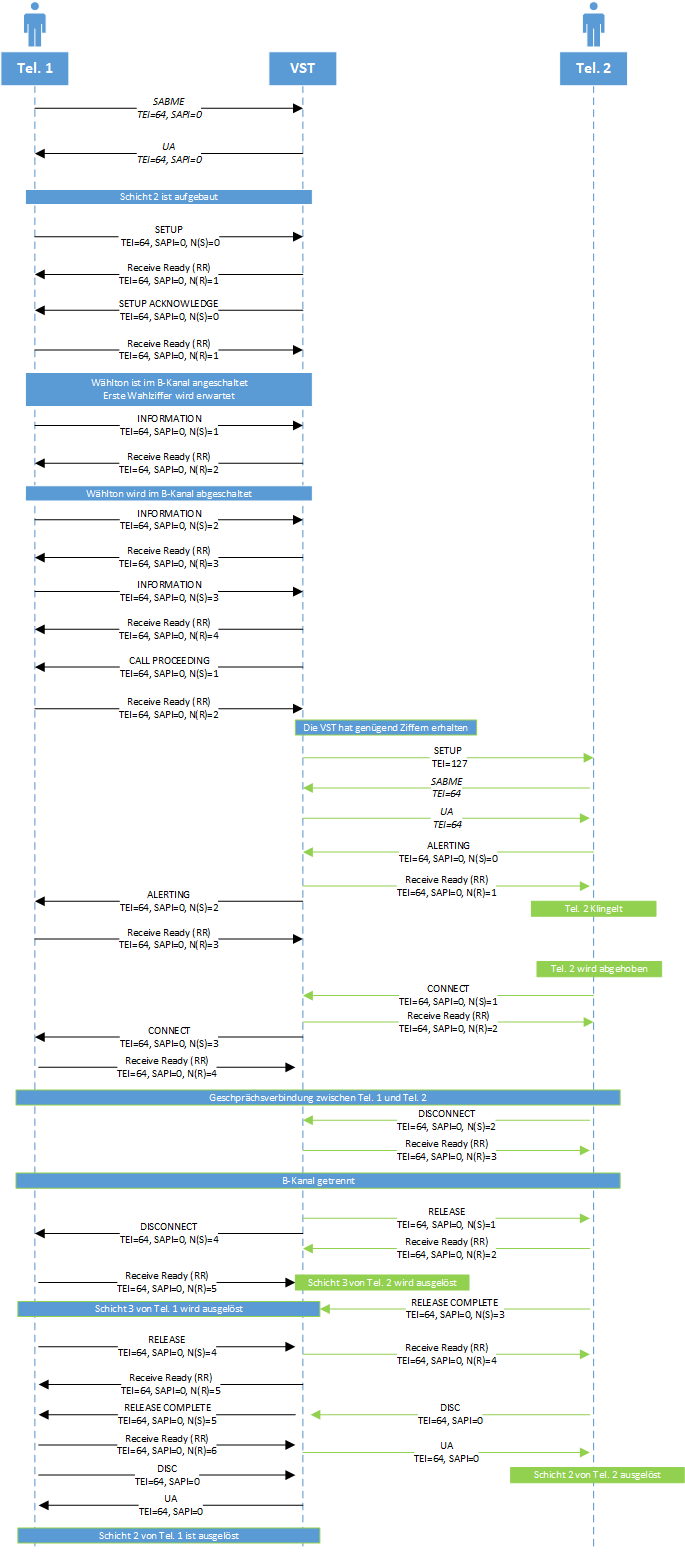 Tel. 1
VST
Tel. 2
SABME
TEI=64, SAPI=0
UA
TEI=64, SAPI=0
Schicht 2 ist aufgebaut
SETUP
TEI=64, SAPI=0, N(S)=0
Receive Ready (RR)
TEI=64, SAPI=0, N(R)=1
SETUP ACKNOWLEDGE
TEI=64, SAPI=0, N(S)=0
Receive Ready (RR)
TEI=64, SAPI=0, N(R)=1
Wählton ist im B-Kanal angeschaltet
Erste Wahlziffer wird erwartet
INFORMATION
TEI=64, SAPI=0, N(S)=1
Receive Ready (RR)
TEI=64, SAPI=0, N(R)=2
Wählton wird im B-Kanal abgeschaltet
INFORMATION
TEI=64, SAPI=0, N(S)=2
Receive Ready (RR)
TEI=64, SAPI=0, N(R)=3
INFORMATION
TEI=64, SAPI=0, N(S)=3
Receive Ready (RR)
TEI=64, SAPI=0, N(R)=4
CALL PROCEEDING
TEI=64, SAPI=0, N(S)=1
Receive Ready (RR)
TEI=64, SAPI=0, N(R)=2
Die VST hat genügend Ziffern erhalten
SETUP
TEI=127
SABME
TEI=64
UA
TEI=64
ALERTING
TEI=64, SAPI=0, N(S)=0
Receive Ready (RR)
TEI=64, SAPI=0, N(R)=1
ALERTING
TEI=64, SAPI=0, N(S)=2
Tel. 2 Klingelt
Receive Ready (RR)
TEI=64, SAPI=0, N(R)=3
Tel. 2 wird abgehoben
CONNECT
TEI=64, SAPI=0, N(S)=1
Receive Ready (RR)
TEI=64, SAPI=0, N(R)=2
CONNECT
TEI=64, SAPI=0, N(S)=3
Receive Ready (RR)
TEI=64, SAPI=0, N(R)=4
Geschprächsverbindung zwischen Tel. 1 und Tel. 2
DISCONNECT
TEI=64, SAPI=0, N(S)=2
Receive Ready (RR)
TEI=64, SAPI=0, N(R)=3
B-Kanal getrennt
RELEASE
TEI=64, SAPI=0, N(S)=1
DISCONNECT
TEI=64, SAPI=0, N(S)=4
Receive Ready (RR)
TEI=64, SAPI=0, N(R)=2
Receive Ready (RR)
TEI=64, SAPI=0, N(R)=5
Schicht 3 von Tel. 2 wird ausgelöst
Schicht 3 von Tel. 1 wird ausgelöst
RELEASE COMPLETE
TEI=64, SAPI=0, N(S)=3
RELEASE
TEI=64, SAPI=0, N(S)=4
Receive Ready (RR)
TEI=64, SAPI=0, N(R)=4
Receive Ready (RR)
TEI=64, SAPI=0, N(R)=5
RELEASE COMPLETE
TEI=64, SAPI=0, N(S)=5
DISC
TEI=64, SAPI=0
Receive Ready (RR)
TEI=64, SAPI=0, N(R)=6
UA
TEI=64, SAPI=0
DISC
TEI=64, SAPI=0
Schicht 2 von Tel. 2 ausgelöst
UA
TEI=64, SAPI=0
Schicht 2 von Tel. 1 ist ausgelöst